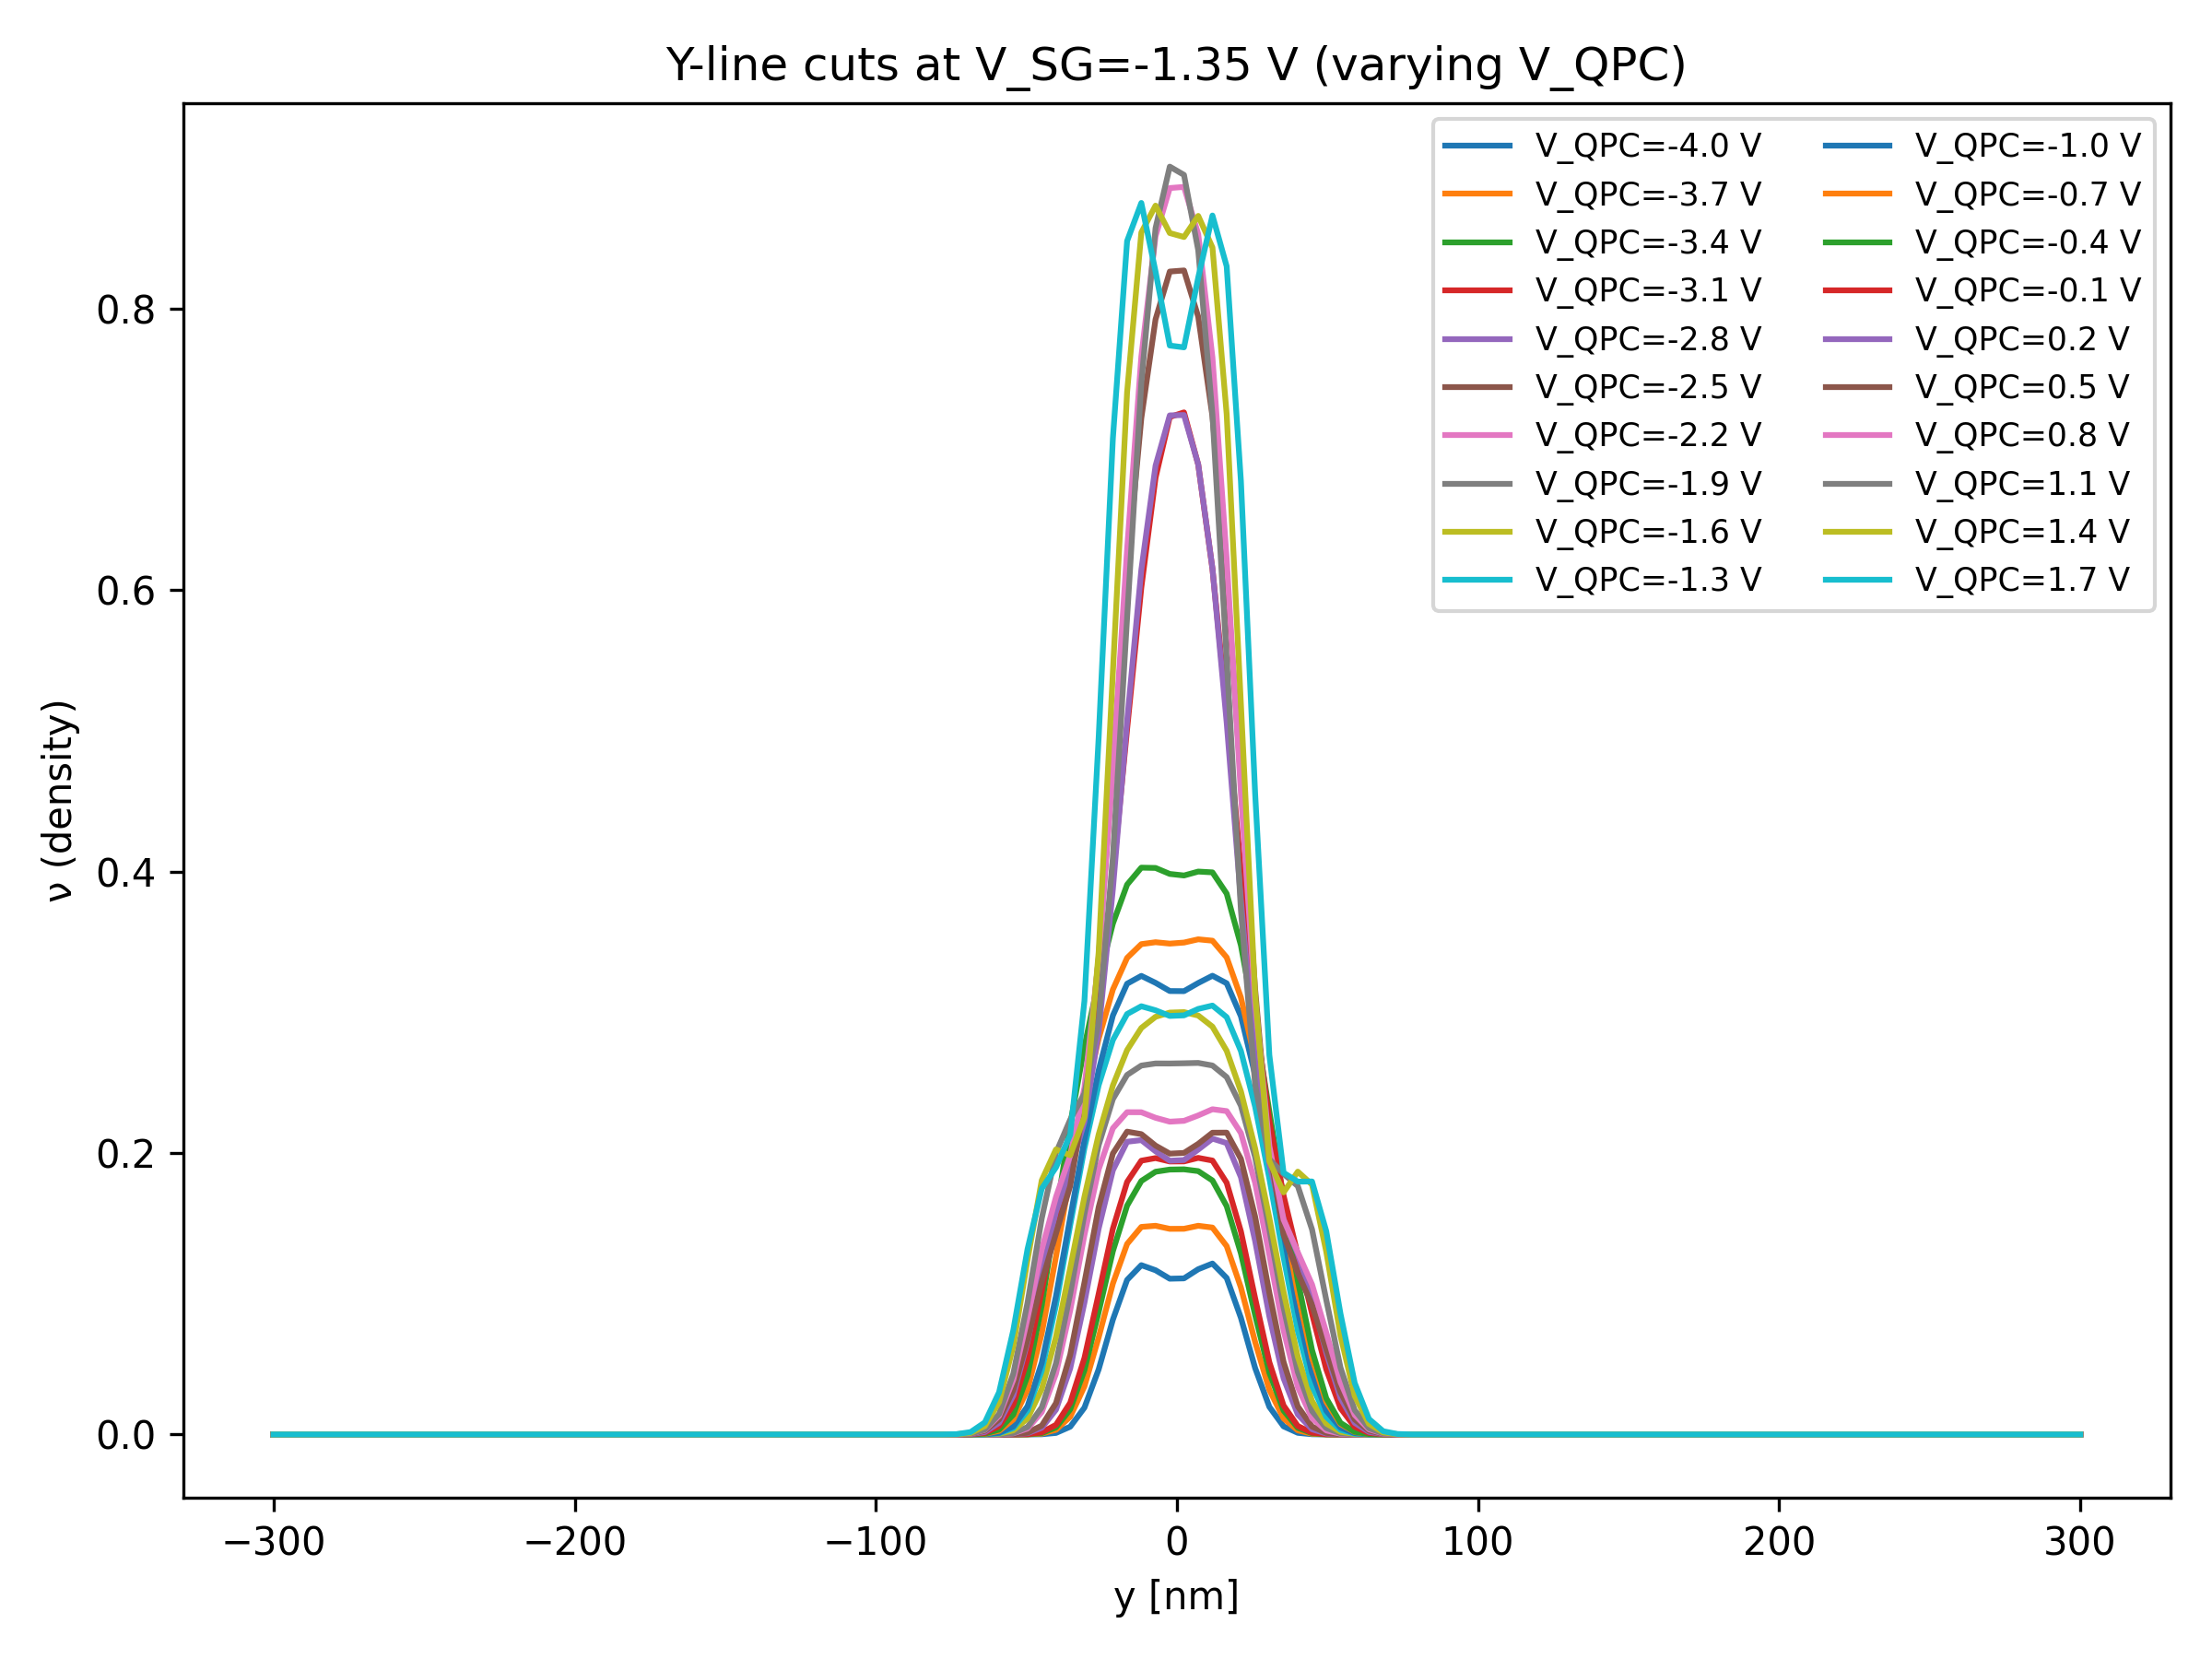 Y-line cuts at V_SG=-1.35 V (varying V_QPC)
ν (density)
0.8
0.6
0.4
0.2
0.0
V_QPC=-4.0 V
V_QPC=-3.7 V
V_QPC=-3.4 V
V_QPC=-3.1 V
V_QPC=-2.8 V
V_QPC=-2.5 V
V_QPC=-2.2 V
V_QPC=-1.9 V
V_QPC=-1.6 V
V_QPC=-1.3 V
V_QPC=-1.0 V
V_QPC=-0.7 V
V_QPC=-0.4 V
V_QPC=-0.1 V
V_QPC=0.2 V
V_QPC=0.5 V
V_QPC=0.8 V
V_QPC=1.1 V
V_QPC=1.4 V
V_QPC=1.7 V
−300 −200 −100 0 100 200 300
y [nm]